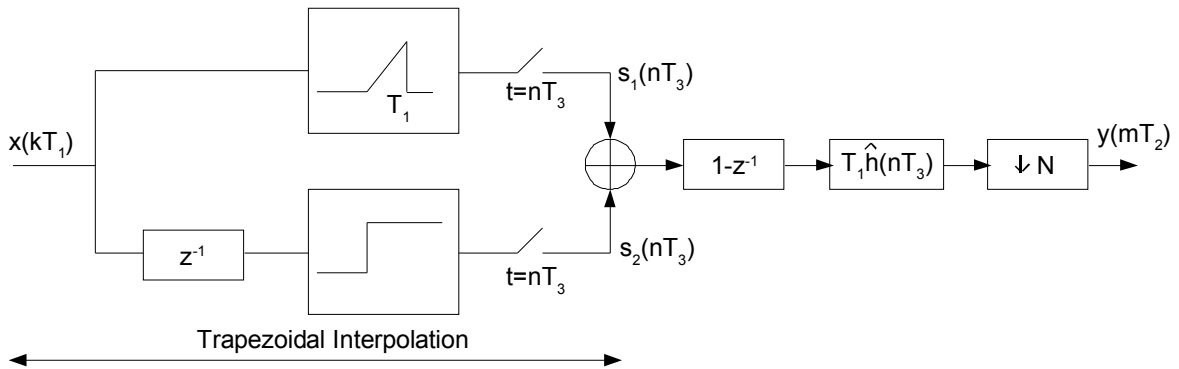 x(kT₁)
T₁
t=nT₃
s₁(nT₃)
z⁻¹
t=nT₃
s₂(nT₃)
1-z⁻¹
T₁ĥ(nT₃)
↓ N
y(mT₂)
Trapezoidal Interpolation